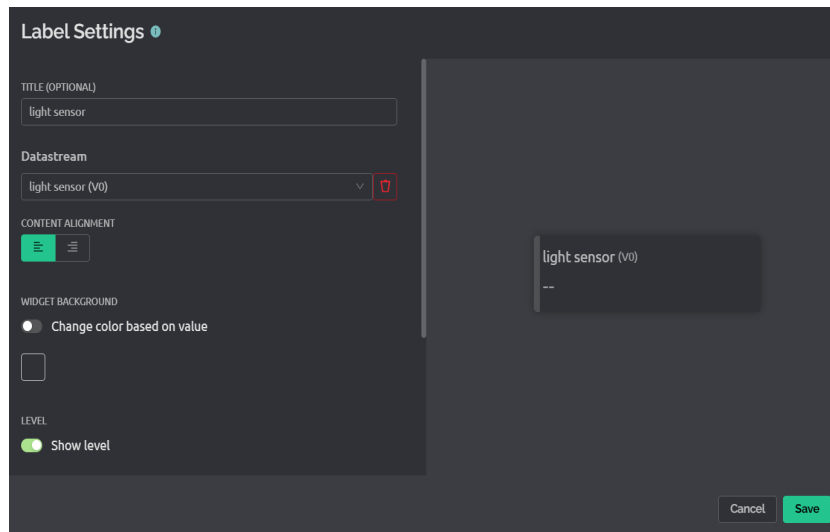 Label Settings
TITLE (OPTIONAL)
light sensor
Datastream
light sensor (V0)
CONTENT ALIGNMENT
WIDGET BACKGROUND
Change color based on value
LEVEL
Show level
light sensor (V0)
--
Cancel
Save